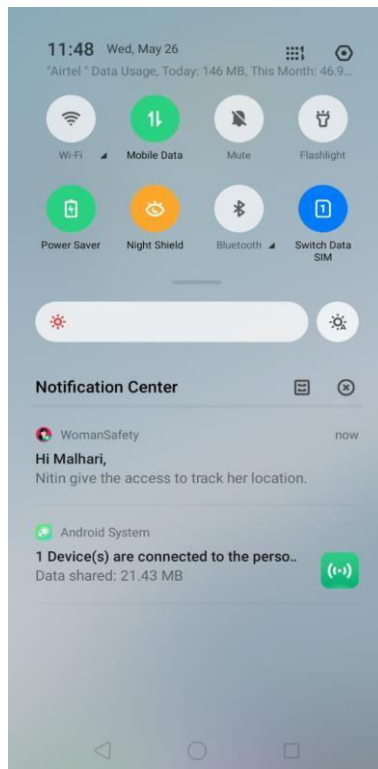 11:48 Wed, May 26
"Airtel " Data Usage, Today: 146 MB, This Month: 46.9...
Wi-Fi Mobile Data Mute Flashlight
Power Saver Night Shield Bluetooth Switch Data
SIM
Notification Center
WomanSafety now
Hi Malhari,
Nitin give the access to track her location.
Android System
1 Device(s) are connected to the perso..
Data shared: 21.43 MB